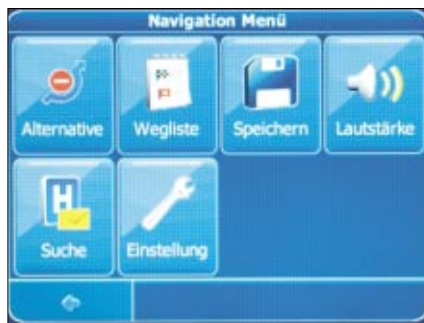 Navigation Menü
Alternative Wegliste Speichern Lautstärke
H
Suche Einstellung